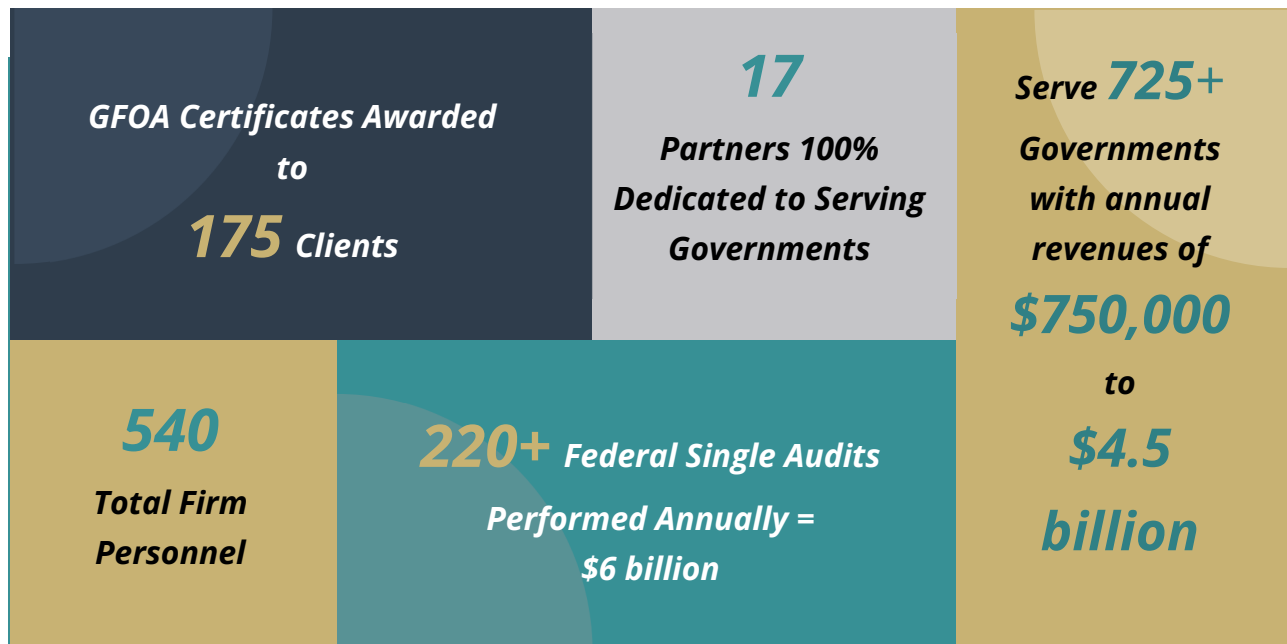 GFOA Certificates Awarded
to
175 Clients
17
Partners 100%
Dedicated to Serving
Governments
Serve 725+
Governments
with annual
revenues of
$750,000
to
$4.5
billion
540
Total Firm
Personnel
220+ Federal Single Audits
Performed Annually =
$6 billion